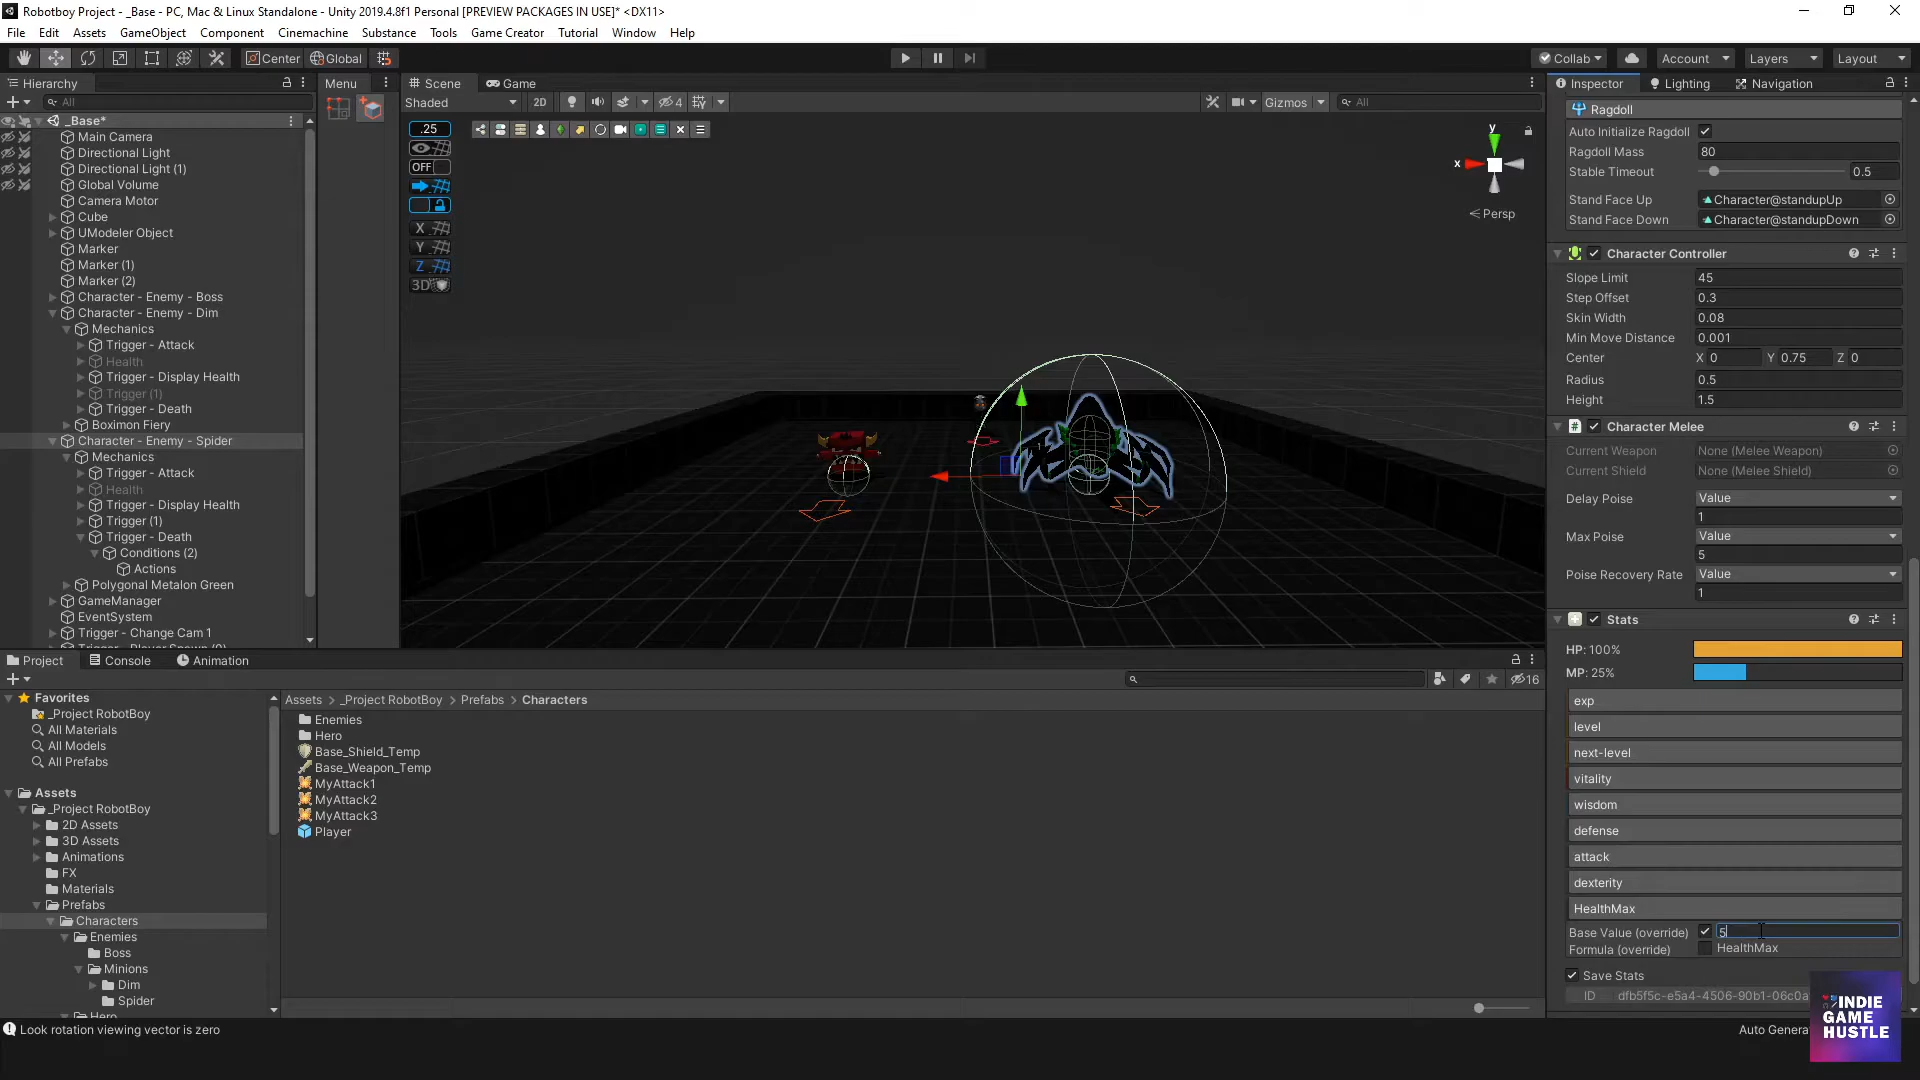 Robotboy Project - _Base - PC, Mac & Linux Standalone - Unity 2019.4.8f1 Personal [PREVIEW PACKAGES IN USE]* <DX11>
File Edit Assets GameObject Component Cinemachine Substance Tools Game Creator Tutorial Window Help
Center Global Collab Account Layers Layout
Hierarchy Menu Scene Game Inspector Lighting Navigation
All Shaded 2D 4 Gizmos All
_Base*
Main Camera
Directional Light
Directional Light (1)
Global Volume
Camera Motor
Cube
UModeler Object
Marker
Marker (1)
Marker (2)
Character - Enemy - Boss
Character - Enemy - Dim
Mechanics
Trigger - Attack
Health
Trigger - Display Health
Trigger (1)
Trigger - Death
Boximon Fiery
Character - Enemy - Spider
Mechanics
Trigger - Attack
Health
Trigger - Display Health
Trigger (1)
Trigger - Death
Conditions (2)
Actions
Polygonal Metalon Green
GameManager
EventSystem
Trigger - Change Cam 1
.25
OFF
X
Y
Z
3D
y
x
Persp
Ragdoll
Auto Initialize Ragdoll
Ragdoll Mass 80
Stable Timeout 0.5
Stand Face Up Character@standupUp
Stand Face Down Character@standupDown
Character Controller
Slope Limit 45
Step Offset 0.3
Skin Width 0.08
Min Move Distance 0.001
Center X 0 Y 0.75 Z 0
Radius 0.5
Height 1.5
Character Melee
Current Weapon None (Melee Weapon)
Current Shield None (Melee Shield)
Delay Poise Value
1
Max Poise Value
5
Poise Recovery Rate Value
1
Stats
HP: 100%
MP: 25%
exp
level
next-level
vitality
wisdom
defense
attack
dexterity
HealthMax
Base Value (override) 5
Formula (override) HealthMax
Save Stats
ID dfb5f5c-e5a4-4506-90b1-06c0a
Project Console Animation
16
Favorites
_Project RobotBoy
All Materials
All Models
All Prefabs
Assets
_Project RobotBoy
2D Assets
3D Assets
Animations
FX
Materials
Prefabs
Characters
Enemies
Boss
Minions
Dim
Spider
Hero
Assets > _Project RobotBoy > Prefabs > Characters
Enemies
Hero
Base_Shield_Temp
Base_Weapon_Temp
MyAttack1
MyAttack2
MyAttack3
Player
Look rotation viewing vector is zero
Auto Genera
INDIE
GAME
HUSTLE